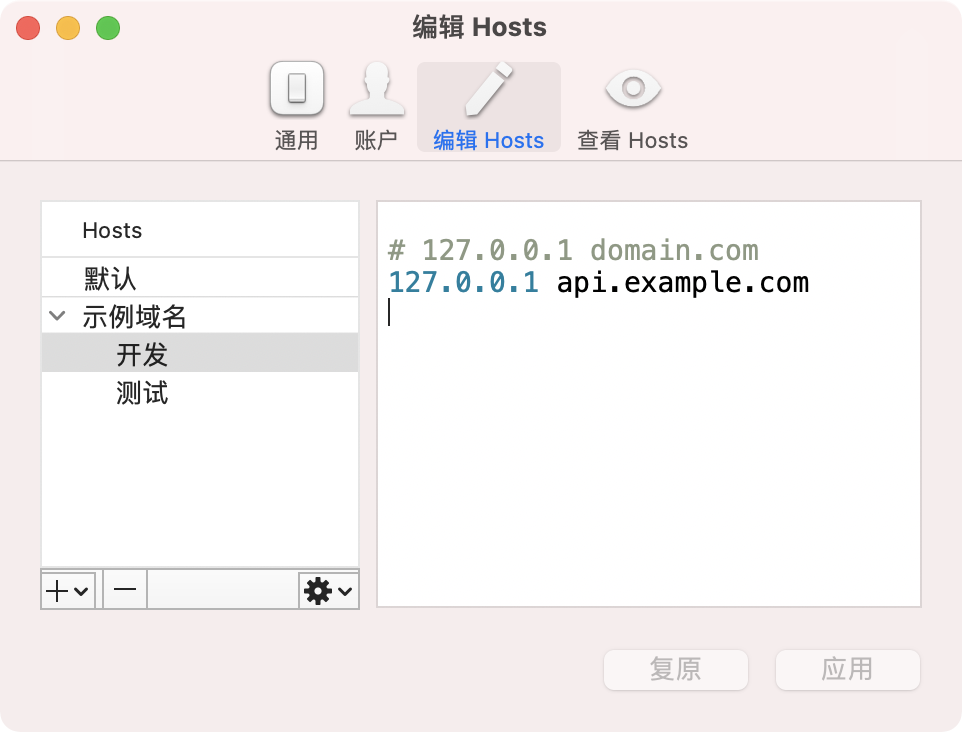 编辑 Hosts
通用 账户 编辑 Hosts 查看 Hosts
Hosts
默认
示例域名
开发
测试
# 127.0.0.1 domain.com
127.0.0.1 api.example.com
复原 应用